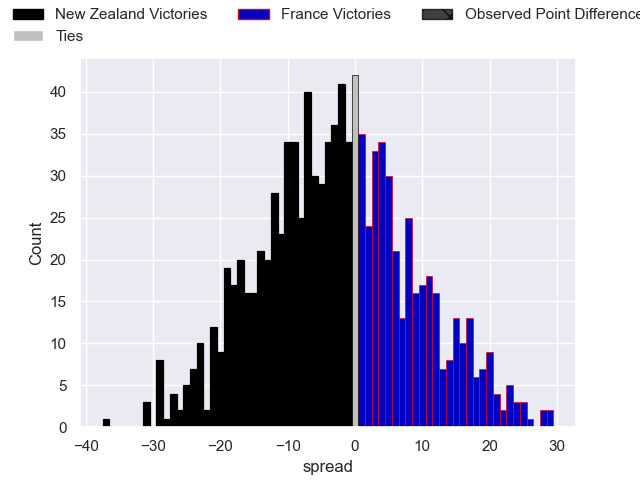 New Zealand Victories France Victories Observed Point Difference
Ties
40
35
30
25
20
15
10
5
0
Count
−40 −30 −20 −10 0 10 20 30
spread